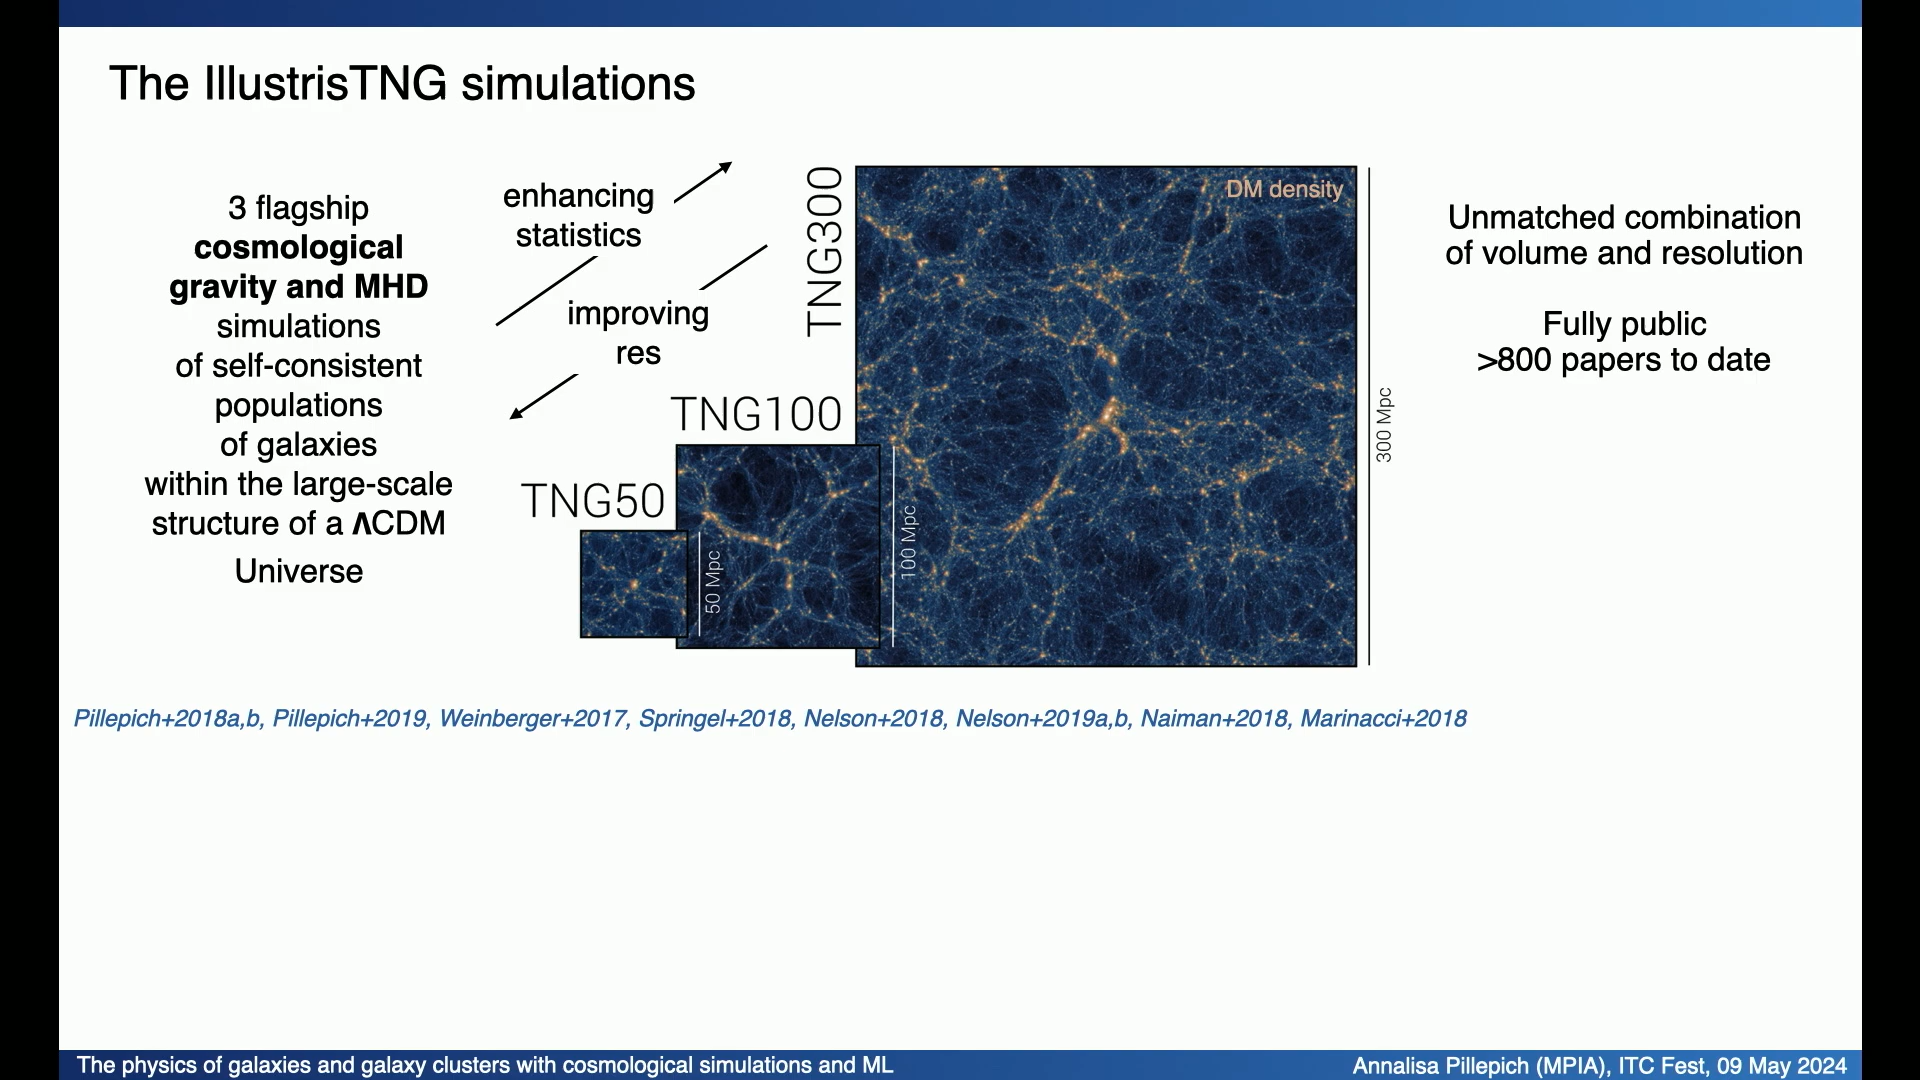 The IllustrisTNG simulations
3 flagship
cosmological
gravity and MHD
simulations
of self-consistent
populations
of galaxies
within the large-scale
structure of a ΛCDM
Universe
enhancing
statistics
improving
res
TNG50
50 Mpc
TNG100
100 Mpc
TNG300
DM density
300 Mpc
Unmatched combination
of volume and resolution
Fully public
>800 papers to date
Pillepich+2018a,b, Pillepich+2019, Weinberger+2017, Springel+2018, Nelson+2018, Nelson+2019a,b, Naiman+2018, Marinacci+2018
The physics of galaxies and galaxy clusters with cosmological simulations and ML
Annalisa Pillepich (MPIA), ITC Fest, 09 May 2024